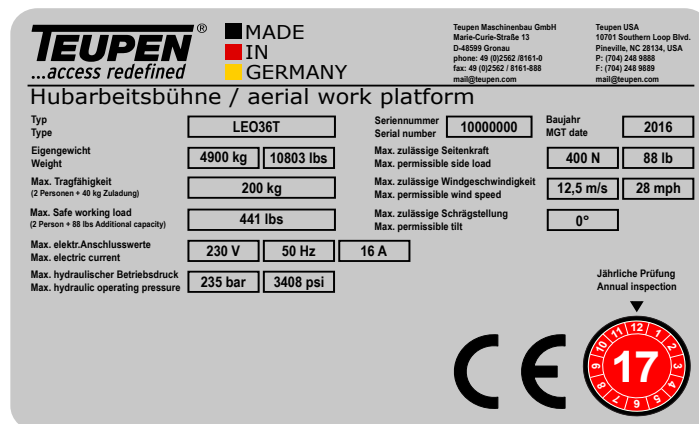 TEUPEN®
...access redefined
MADE
IN
GERMANY
Teupen Maschinenbau GmbH
Marie-Curie-Straße 13
D-48599 Gronau
phone: 49 (0)2562 /8161-0
fax: 49 (0)2562 / 8161-888
mail@teupen.com
Teupen USA
10701 Southern Loop Blvd.
Pineville, NC 28134, USA
P: (704) 248 9888
F: (704) 248 9889
mail@teupen.com
Hubarbeitsbühne / aerial work platform
Typ
Type
LEO36T
Seriennummer
Serial number
10000000
Baujahr
MGT date
2016
Eigengewicht
Weight
4900 kg 10803 lbs
Max. zulässige Seitenkraft
Max. permissible side load
400 N 88 lb
Max. Tragfähigkeit
(2 Personen + 40 kg Zuladung)
200 kg
Max. zulässige Windgeschwindigkeit
Max. permissible wind speed
12,5 m/s 28 mph
Max. Safe working load
(2 Person + 88 lbs Additional capacity)
441 lbs
Max. zulässige Schrägstellung
Max. permissible tilt
0°
Max. elektr.Anschlusswerte
Max. electric current
230 V 50 Hz 16 A
Max. hydraulischer Betriebsdruck
Max. hydraulic operating pressure
235 bar 3408 psi
Jährliche Prüfung
Annual inspection
CE
12 1 2 3 4 5 6 7 8 9 10 11
17